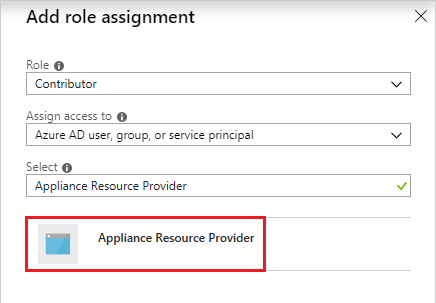 Add role assignment
Role
Contributor
Assign access to
Azure AD user, group, or service principal
Select
Appliance Resource Provider
Appliance Resource Provider